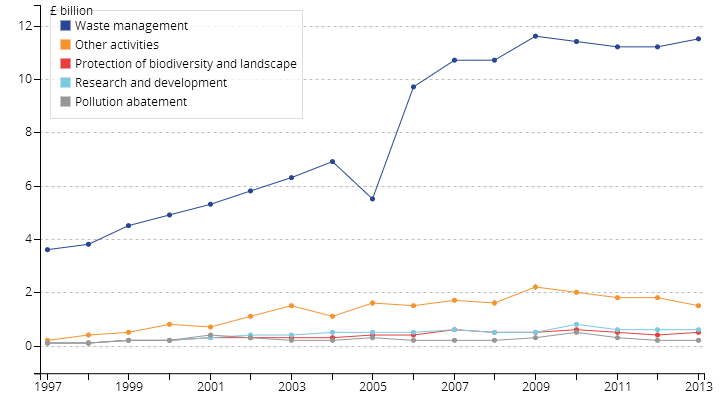 £ billion
Waste management
Other activities
Protection of biodiversity and landscape
Research and development
Pollution abatement
12
10
8
6
4
2
0
1997 1999 2001 2003 2005 2007 2009 2011 2013